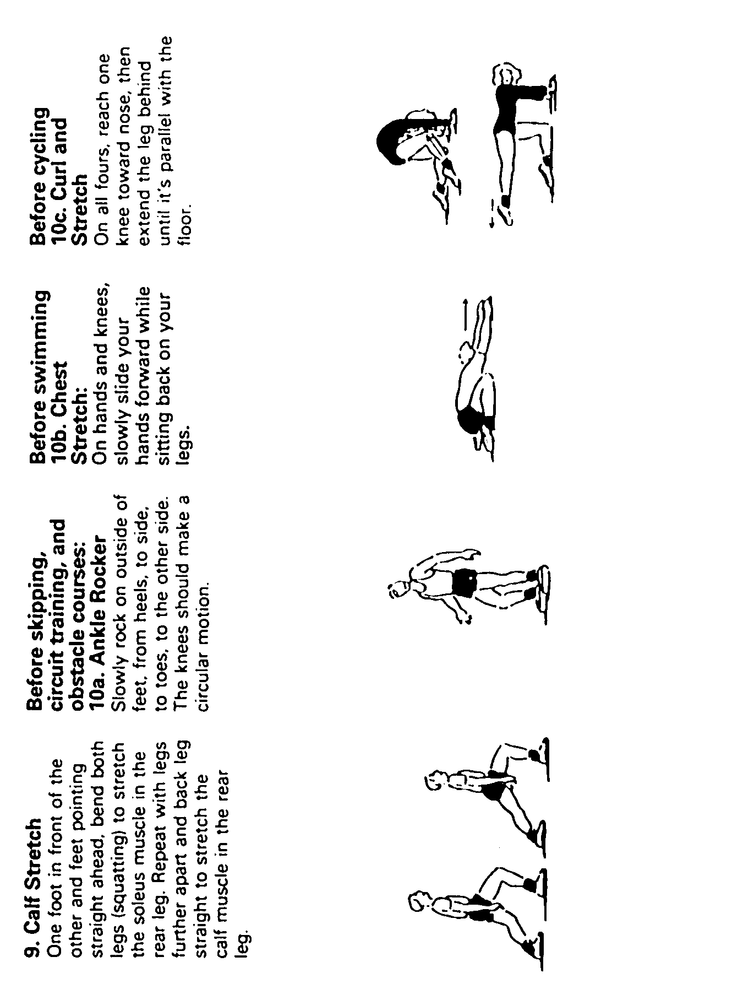 9. Calf Stretch
One foot in front of the
other and feet pointing
straight ahead, bend both
legs (squatting) to stretch
the soleus muscle in the
rear leg. Repeat with legs
further apart and back leg
straight to stretch the
calf muscle in the rear
leg.
Before skipping,
circuit training, and
obstacle courses:
10a. Ankle Rocker
Slowly rock on outside of
feet, from heels, to side,
to toes, to the other side.
The knees should make a
circular motion.
Before swimming
10b. Chest
Stretch:
On hands and knees,
slowly slide your
hands forward while
sitting back on your
legs.
Before cycling
10c. Curl and
Stretch
On all fours, reach one
knee toward nose, then
extend the leg behind
until it's parallel with the
floor.